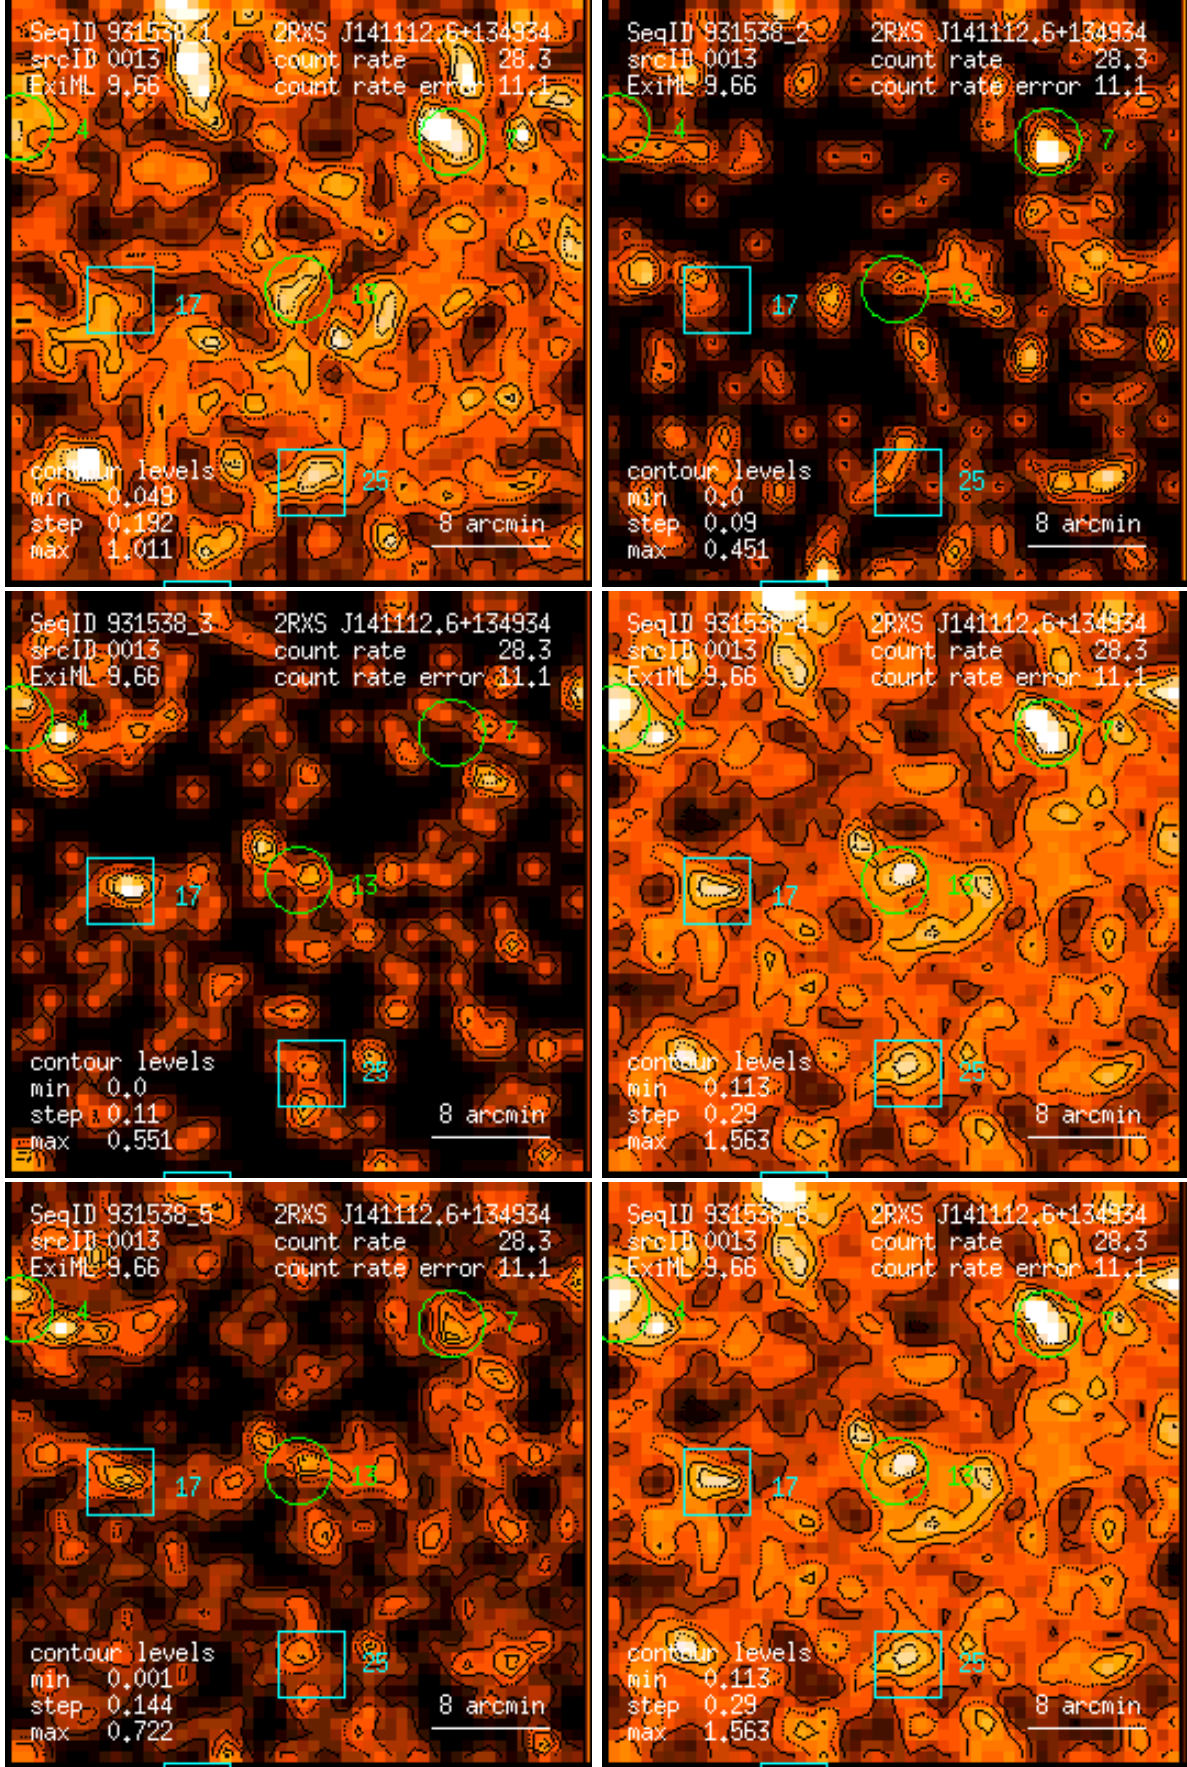 SeqID 931538_1 2RXS J141112.6+134934
srcID 0013 count rate 28.3
ExiML 9.66 count rate error 11.1
4
7
17
13
contour levels 25
min 0.049
step 0.192 8 arcmin
max 1.011
SeqID 931538_2 2RXS J141112.6+134934
srcID 0013 count rate 28.3
ExiML 9.66 count rate error 11.1
4
7
17
13
contour levels 25
min 0.0
step 0.09 8 arcmin
max 0.451
SeqID 931538_3 2RXS J141112.6+134934
srcID 0013 count rate 28.3
ExiML 9.66 count rate error 11.1
4
7
17
13
contour levels 25
min 0.0
step 0.11 8 arcmin
max 0.551
SeqID 931538_4 2RXS J141112.6+134934
srcID 0013 count rate 28.3
ExiML 9.66 count rate error 11.1
4
7
17
13
contour levels 25
min 0.113
step 0.29 8 arcmin
max 1.563
SeqID 931538_5 2RXS J141112.6+134934
srcID 0013 count rate 28.3
ExiML 9.66 count rate error 11.1
4
7
17
13
contour levels 25
min 0.001
step 0.144 8 arcmin
max 0.722
SeqID 931538_6 2RXS J141112.6+134934
srcID 0013 count rate 28.3
ExiML 9.66 count rate error 11.1
4
7
17
13
contour levels 25
min 0.113
step 0.29 8 arcmin
max 1.563